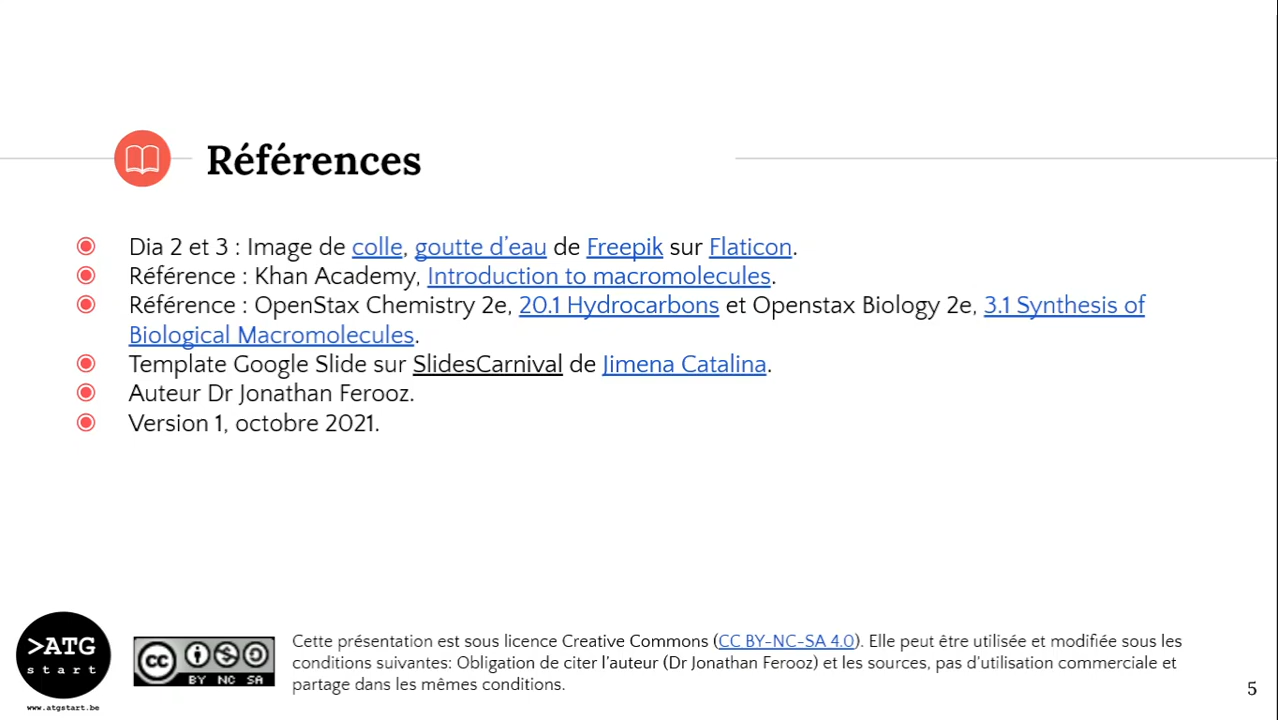 Références
Dia 2 et 3 : Image de colle, goutte d’eau de Freepik sur Flaticon.
Référence : Khan Academy, Introduction to macromolecules.
Référence : OpenStax Chemistry 2e, 20.1 Hydrocarbons et Openstax Biology 2e, 3.1 Synthesis of
Biological Macromolecules.
Template Google Slide sur SlidesCarnival de Jimena Catalina.
Auteur Dr Jonathan Ferooz.
Version 1, octobre 2021.
>ATG
start
www.atgstart.be
cc
BY NC SA
Cette présentation est sous licence Creative Commons (CC BY-NC-SA 4.0). Elle peut être utilisée et modifiée sous les
conditions suivantes: Obligation de citer l’auteur (Dr Jonathan Ferooz) et les sources, pas d’utilisation commerciale et
partage dans les mêmes conditions.
5